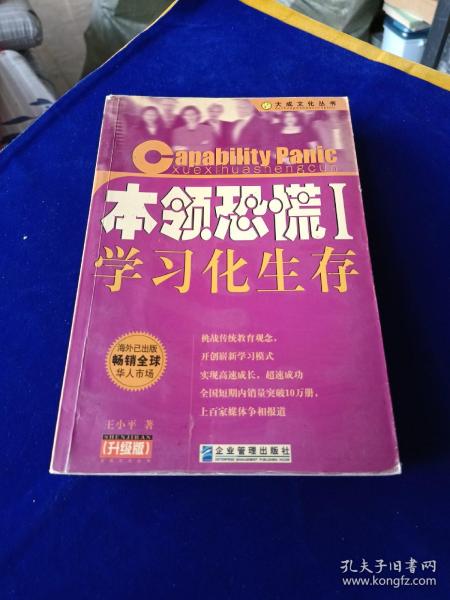 大成文化丛书
Capability Panic
xuexihuashengcun
本领恐慌I
学习化生存
挑战传统教育观念，
开创崭新学习模式
实现高速成长，超速成功
全国短期内销量突破10万册，
上百家媒体争相报道
海外已出版
畅销全球
华人市场
王小平 著
SHENJIBAN
(升级版)
企业管理出版社
ENTERPRISE MANAGEMENT PUBLISHING HOUSE
孔夫子旧书网
www.kongfz.com